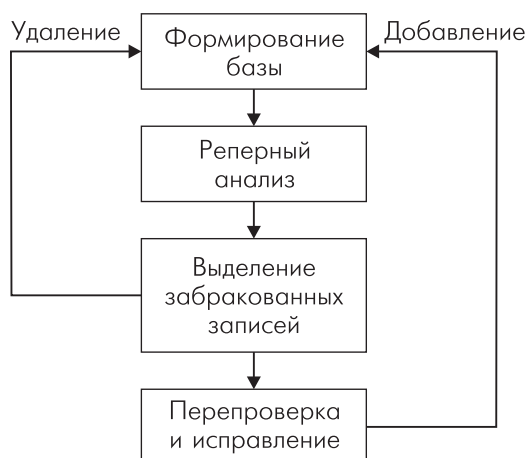 Удаление
Добавление
Формирование
базы
Реперный
анализ
Выделение
забракованных
записей
Перепроверка
и исправление